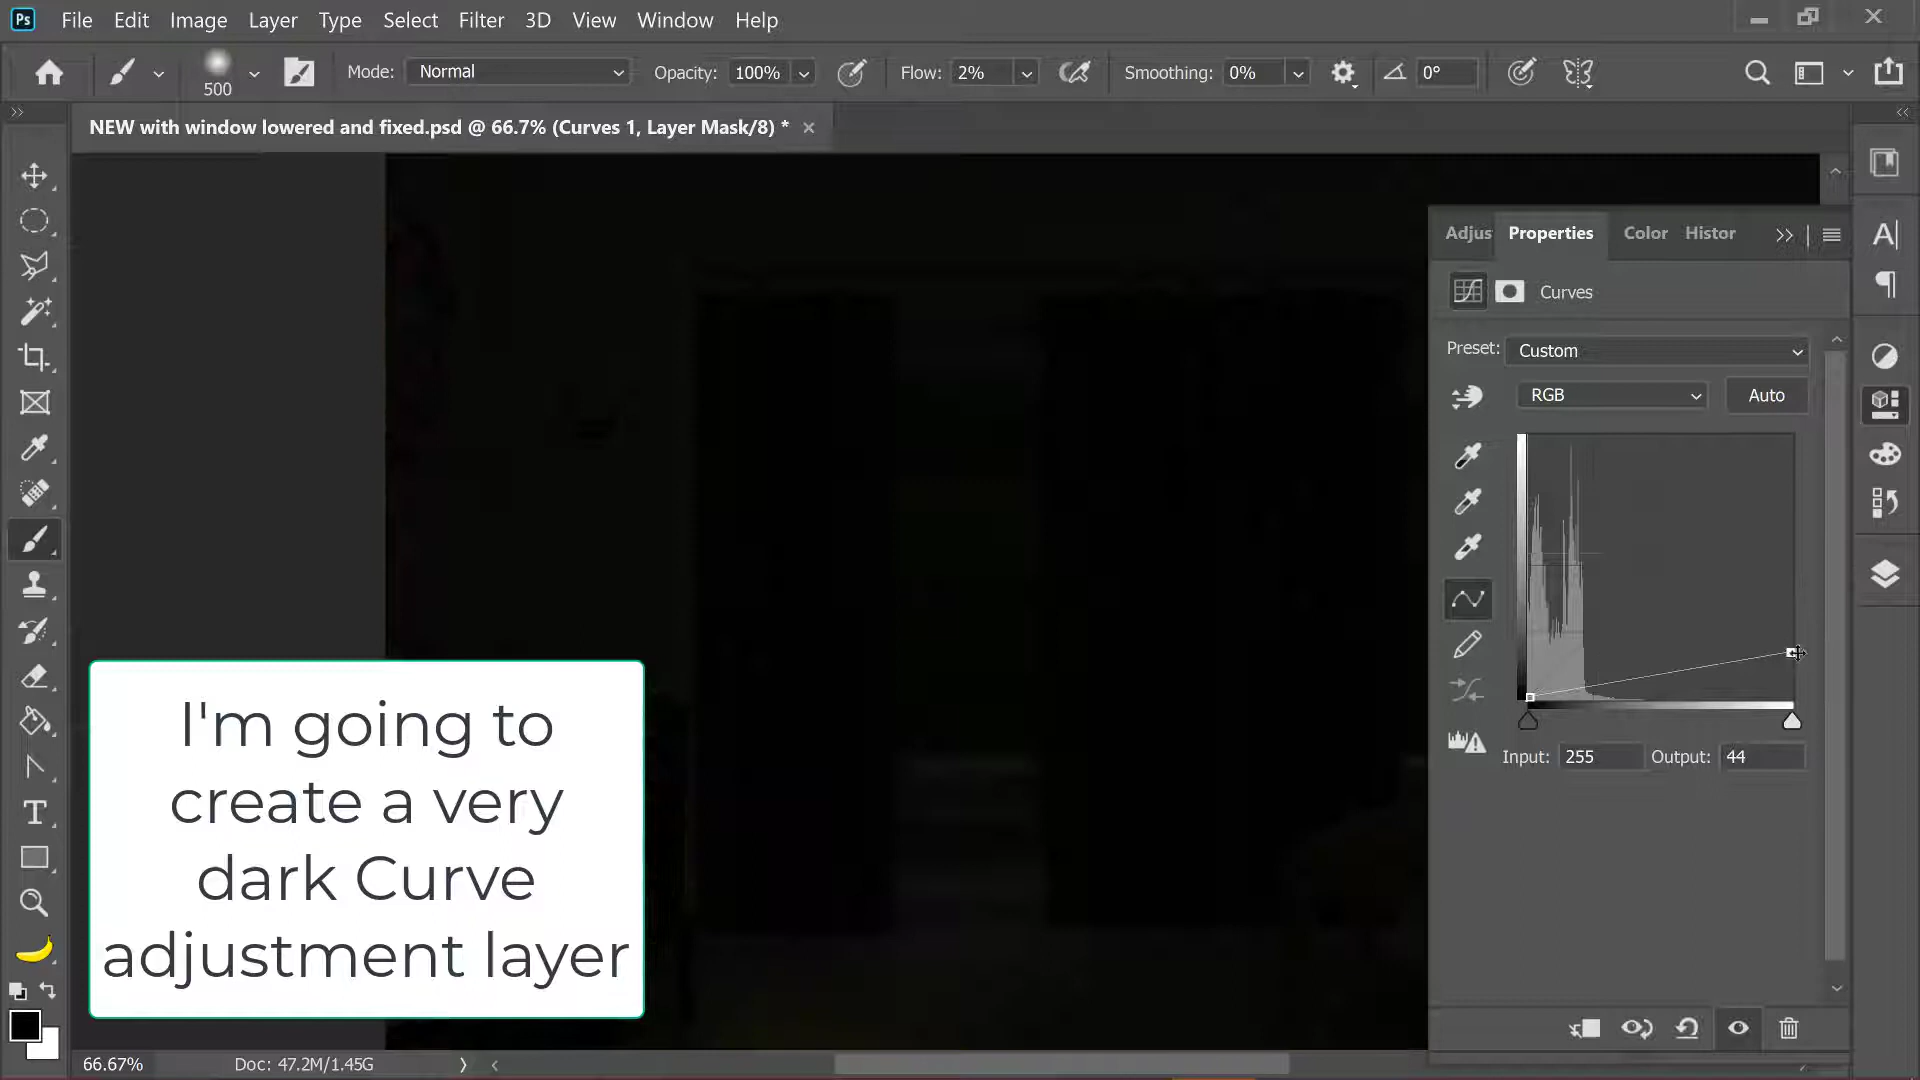 Ps File Edit Image Layer Type Select Filter 3D View Window Help
500 Mode: Normal Opacity: 100% Flow: 2% Smoothing: 0% 0°
NEW with window lowered and fixed.psd @ 66.7% (Curves 1, Layer Mask/8) *
Adjus Properties Color Histor
Curves
Preset: Custom
RGB Auto
Input: 255 Output: 44
I'm going to
create a very
dark Curve
adjustment layer
66.67% Doc: 47.2M/1.45G